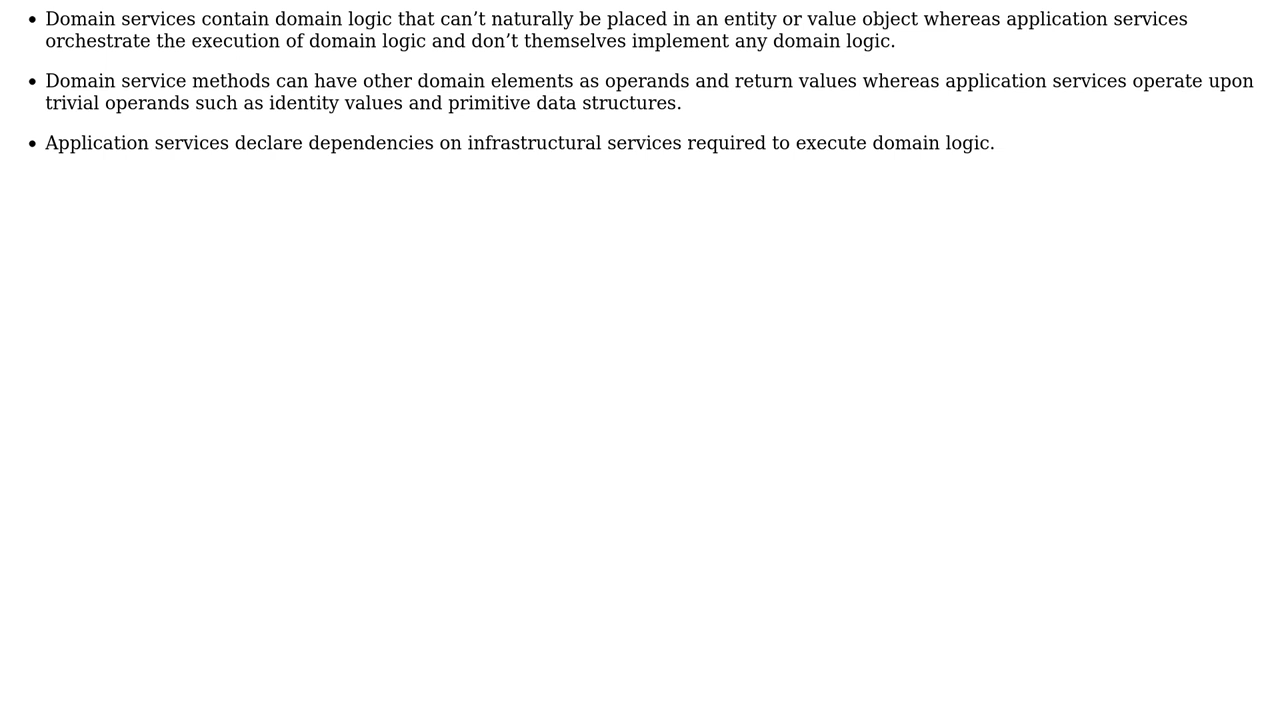 • Domain services contain domain logic that can’t naturally be placed in an entity or value object whereas application services
orchestrate the execution of domain logic and don’t themselves implement any domain logic.
• Domain service methods can have other domain elements as operands and return values whereas application services operate upon
trivial operands such as identity values and primitive data structures.
• Application services declare dependencies on infrastructural services required to execute domain logic.